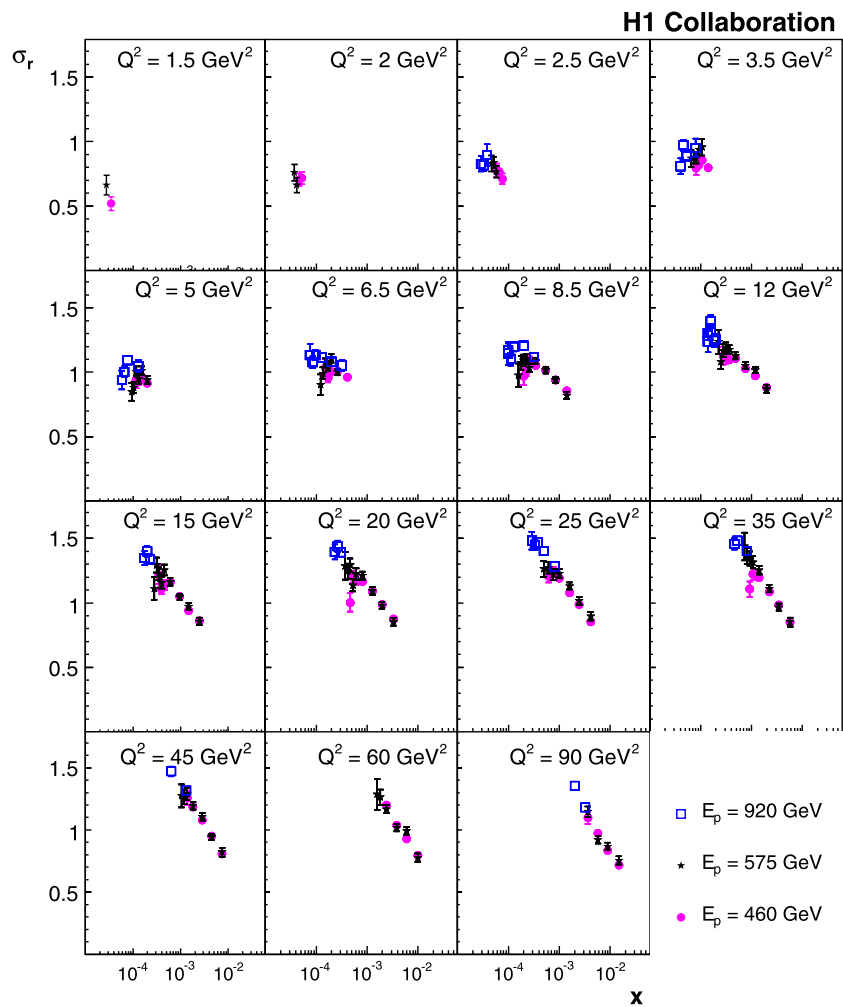 H1 Collaboration
σr
Q² = 1.5 GeV²
Q² = 2 GeV²
Q² = 2.5 GeV²
Q² = 3.5 GeV²
1.5
1
0.5
Q² = 5 GeV²
Q² = 6.5 GeV²
Q² = 8.5 GeV²
Q² = 12 GeV²
1.5
1
0.5
Q² = 15 GeV²
Q² = 20 GeV²
Q² = 25 GeV²
Q² = 35 GeV²
1.5
1
0.5
Q² = 45 GeV²
Q² = 60 GeV²
Q² = 90 GeV²
1.5
1
0.5
Ep = 920 GeV
Ep = 575 GeV
Ep = 460 GeV
10⁻⁴ 10⁻³ 10⁻² 10⁻⁴ 10⁻³ 10⁻² 10⁻⁴ 10⁻³ 10⁻²
x